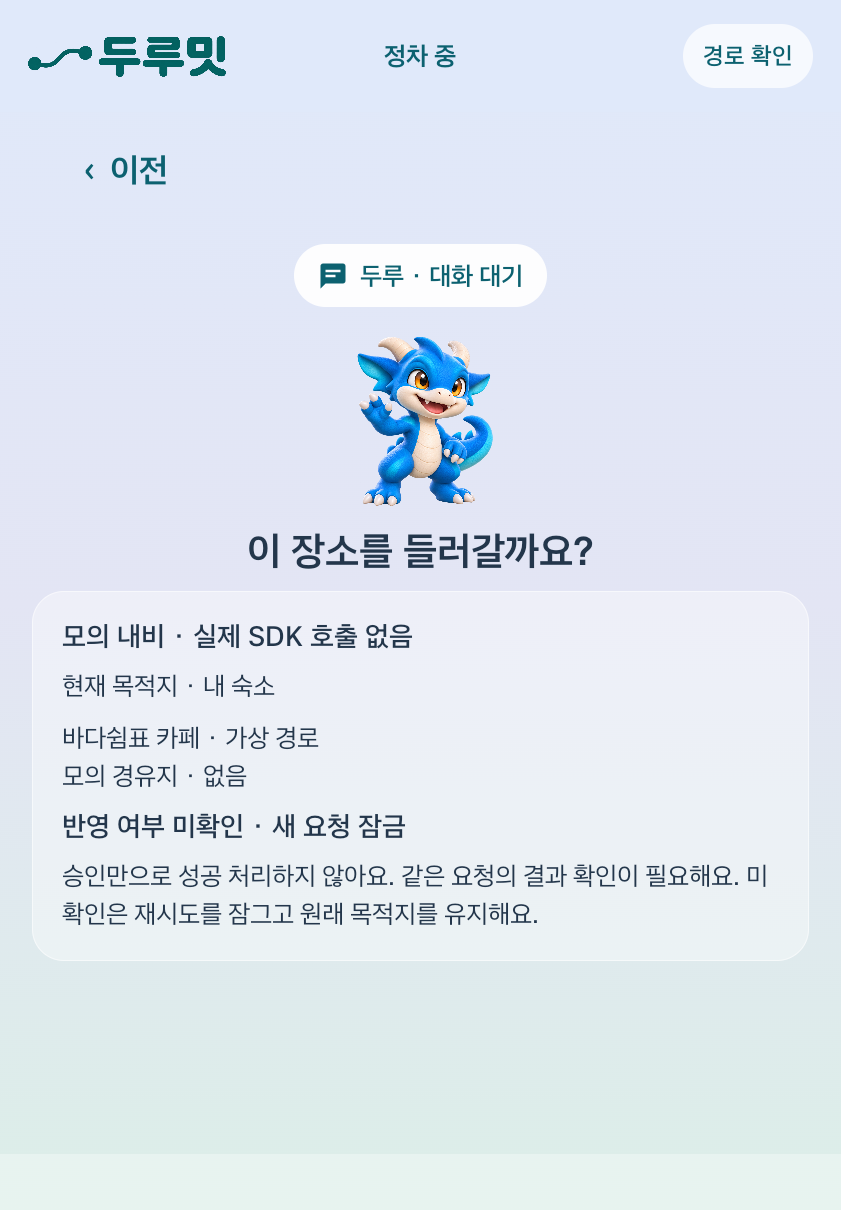 두루밋
정차 중
경로 확인
‹ 이전
두루 · 대화 대기
이 장소를 들러갈까요?
모의 내비 · 실제 SDK 호출 없음
현재 목적지 · 내 숙소
바다쉼표 카페 · 가상 경로
모의 경유지 · 없음
반영 여부 미확인 · 새 요청 잠금
승인만으로 성공 처리하지 않아요. 같은 요청의 결과 확인이 필요해요. 미
확인은 재시도를 잠그고 원래 목적지를 유지해요.